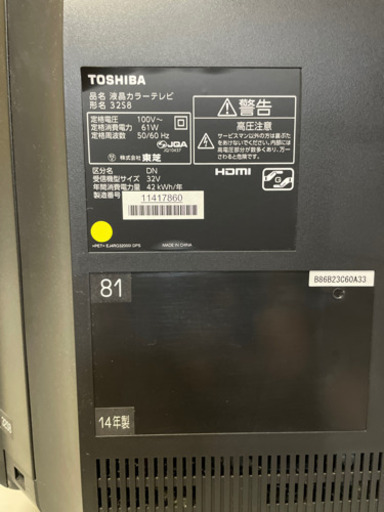 TOSHIBA
品名 液晶カラーテレビ
形名 32S8
定格電圧 100V~
定格消費電力 61W
定格周波数 50/60 Hz
JQA
株式会社 東芝
区分名 DN
受信機型サイズ 32V
年間消費電力量 42 kWh/年
製造番号
11417860
警告
高圧注意
サービスマン以外の方は裏ぶた
をあけないでください。内部には
高電圧部分が数多くあり、万一
さわると危険です。
HDMI
MADE IN CHINA
81
B86B23C60A33
14年製